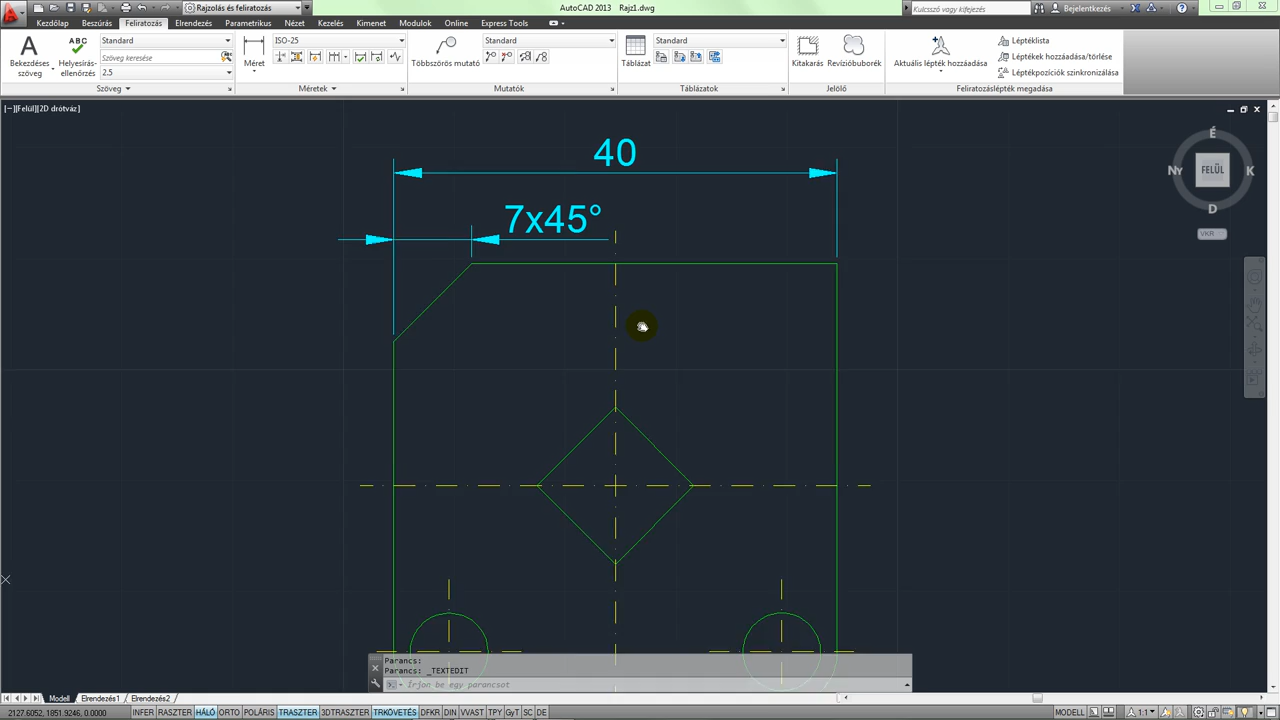 Rajzolás és feliratozás
AutoCAD 2013 Rajz1.dwg
Kulcsszó vagy kifejezés
Bejelentkezés
Kezdőlap Beszúrás Feliratozás Elrendezés Parametrikus Nézet Kezelés Kimenet Modulok Online Express Tools
Bekezdéses szöveg
Helyesírás-ellenőrzés
ABC
Standard
Szöveg keresése
2.5
Szöveg
Méret
ISO-25
Méretek
Többszörös mutató
Standard
Mutatók
Táblázat
Standard
Táblázatok
Kitakarás Revízióbuborék
Jelölő
Aktuális lépték hozzáadása
Léptéklista
Léptékek hozzáadása/törlése
Léptékpozíciók szinkronizálása
Feliratozáslépték megadása
[−][Felül][2D drótváz]
40
7x45°
É
NY FELÜL K
D
VKR
Parancs:
Parancs: _TEXTEDIT
Írjon be egy parancsot
Modell Elrendezés1 Elrendezés2
2127.6052, 1851.9246, 0.0000 INFER RASZTER HÁLÓ ORTO POLÁRIS TRASZTER 3DTRASZTER TRKÖVETÉS DFKR DIN VVAST TPY GyT SC DE MODELL 1:1